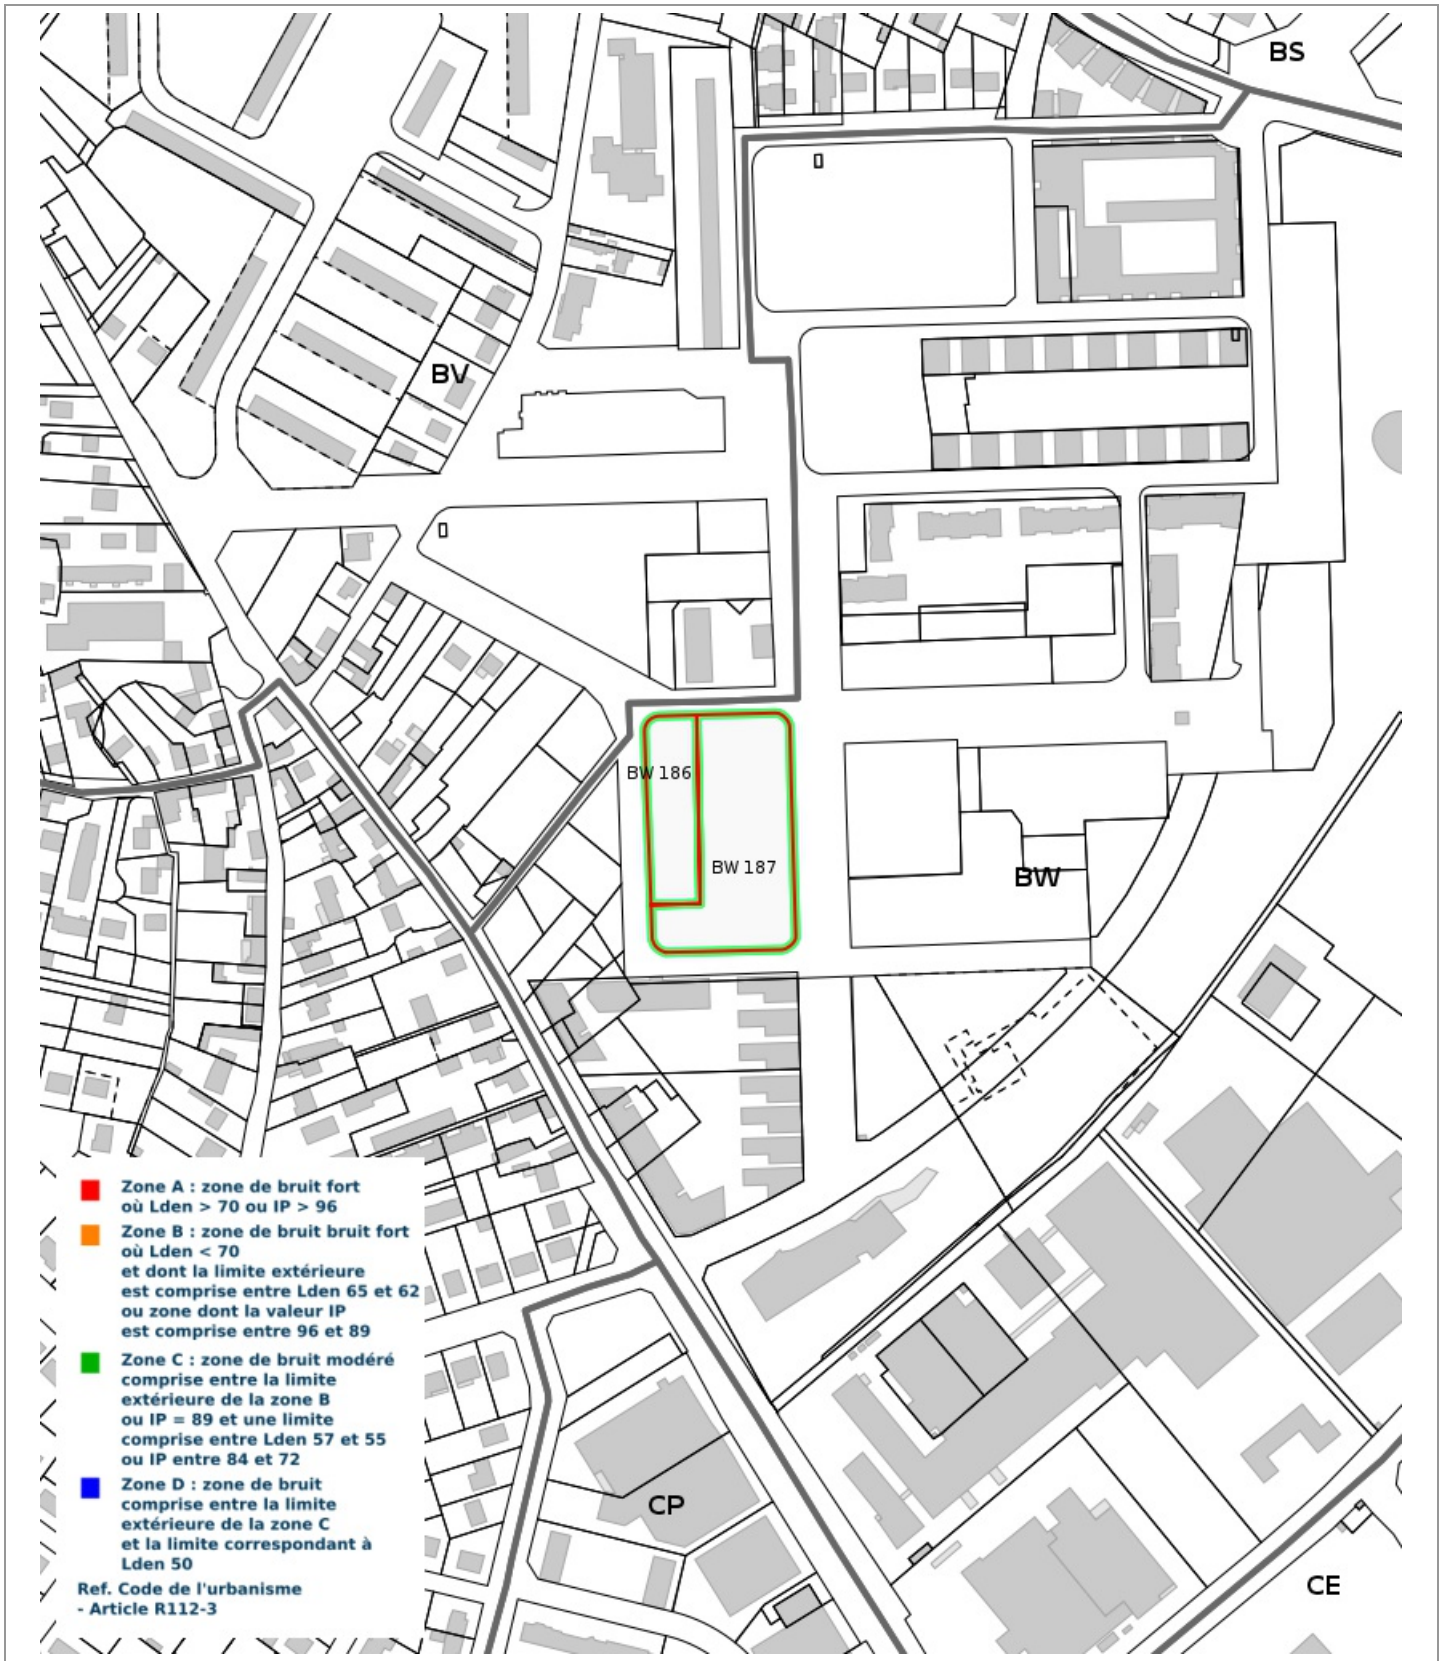 BS
BV
BW 186
BW 187
BW
Zone A : zone de bruit fort
où Lden > 70 ou IP > 96
Zone B : zone de bruit bruit fort
où Lden < 70
et dont la limite extérieure
est comprise entre Lden 65 et 62
ou zone dont la valeur IP
est comprise entre 96 et 89
Zone C : zone de bruit modéré
comprise entre la limite
extérieure de la zone B
ou IP = 89 et une limite
comprise entre Lden 57 et 55
ou IP entre 84 et 72
Zone D : zone de bruit
comprise entre la limite
extérieure de la zone C
et la limite correspondant à
Lden 50
Ref. Code de l'urbanisme
- Article R112-3
CP
CE